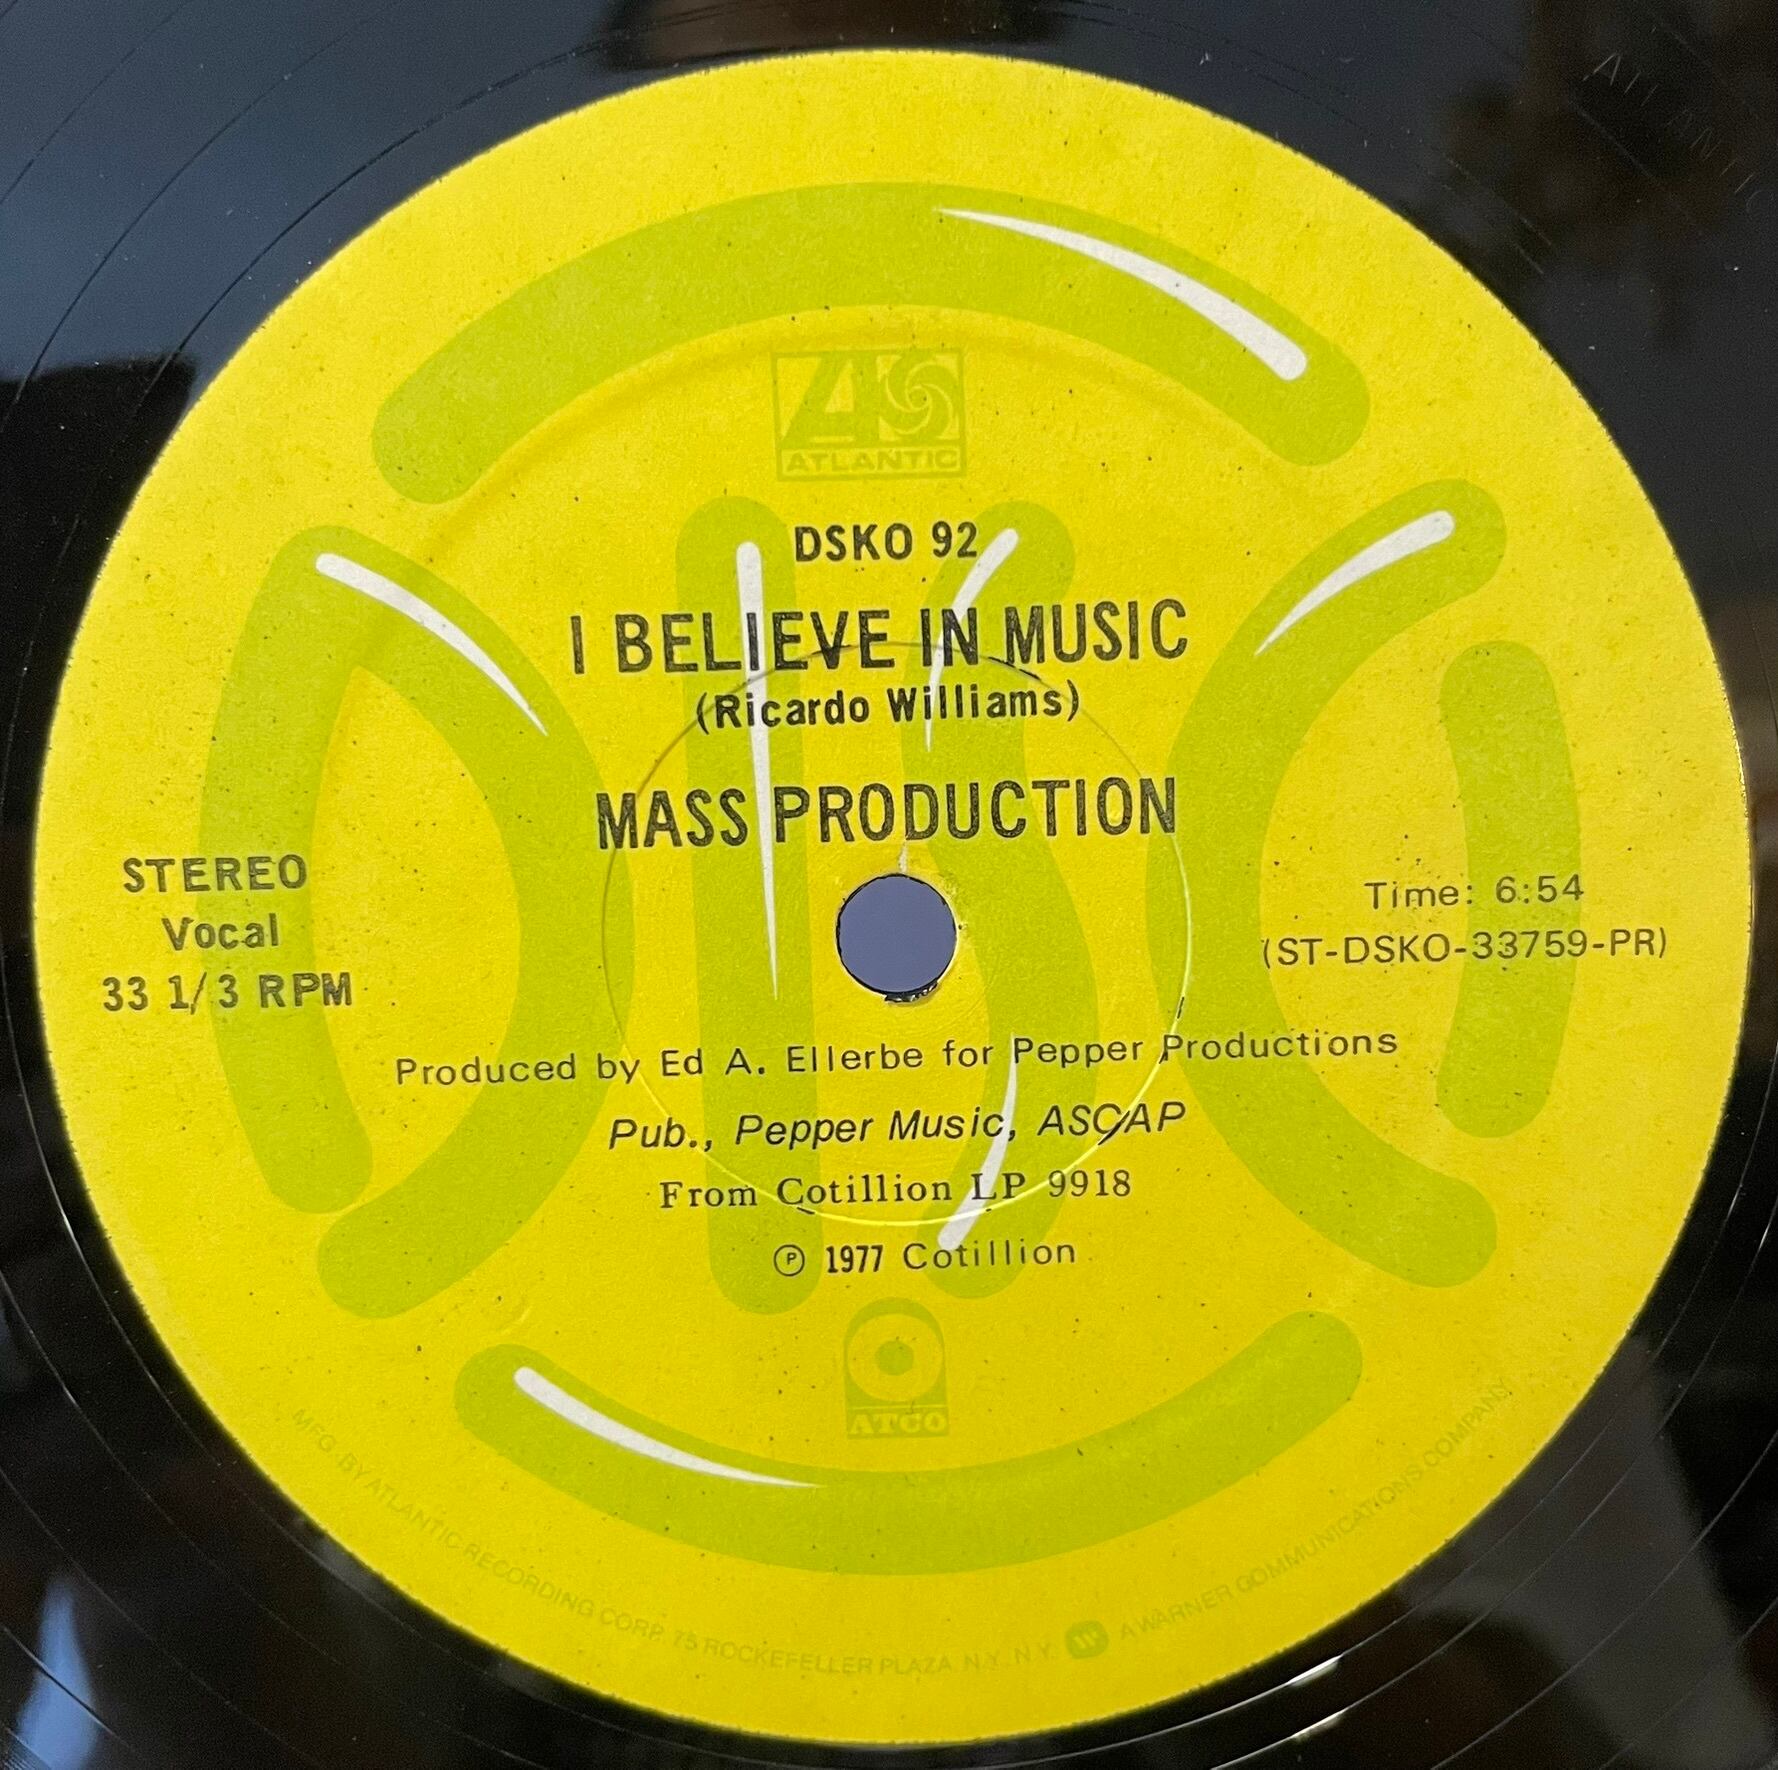 ATLANTIC
ATLANTIC
DSKO 92
I BELIEVE IN MUSIC
(Ricardo Williams)
MASS PRODUCTION
STEREO
Vocal
33 1/3 RPM
Time: 6:54
(ST-DSKO-33759-PR)
Produced by Ed A. Ellerbe for Pepper Productions
Pub., Pepper Music, ASCAP
From Cotillion LP 9918
Ⓟ 1977 Cotillion
ATCO
DISKO
MFG. BY ATLANTIC RECORDING CORP. 75 ROCKEFELLER PLAZA N.Y. N.Y. W A WARNER COMMUNICATIONS COMPANY